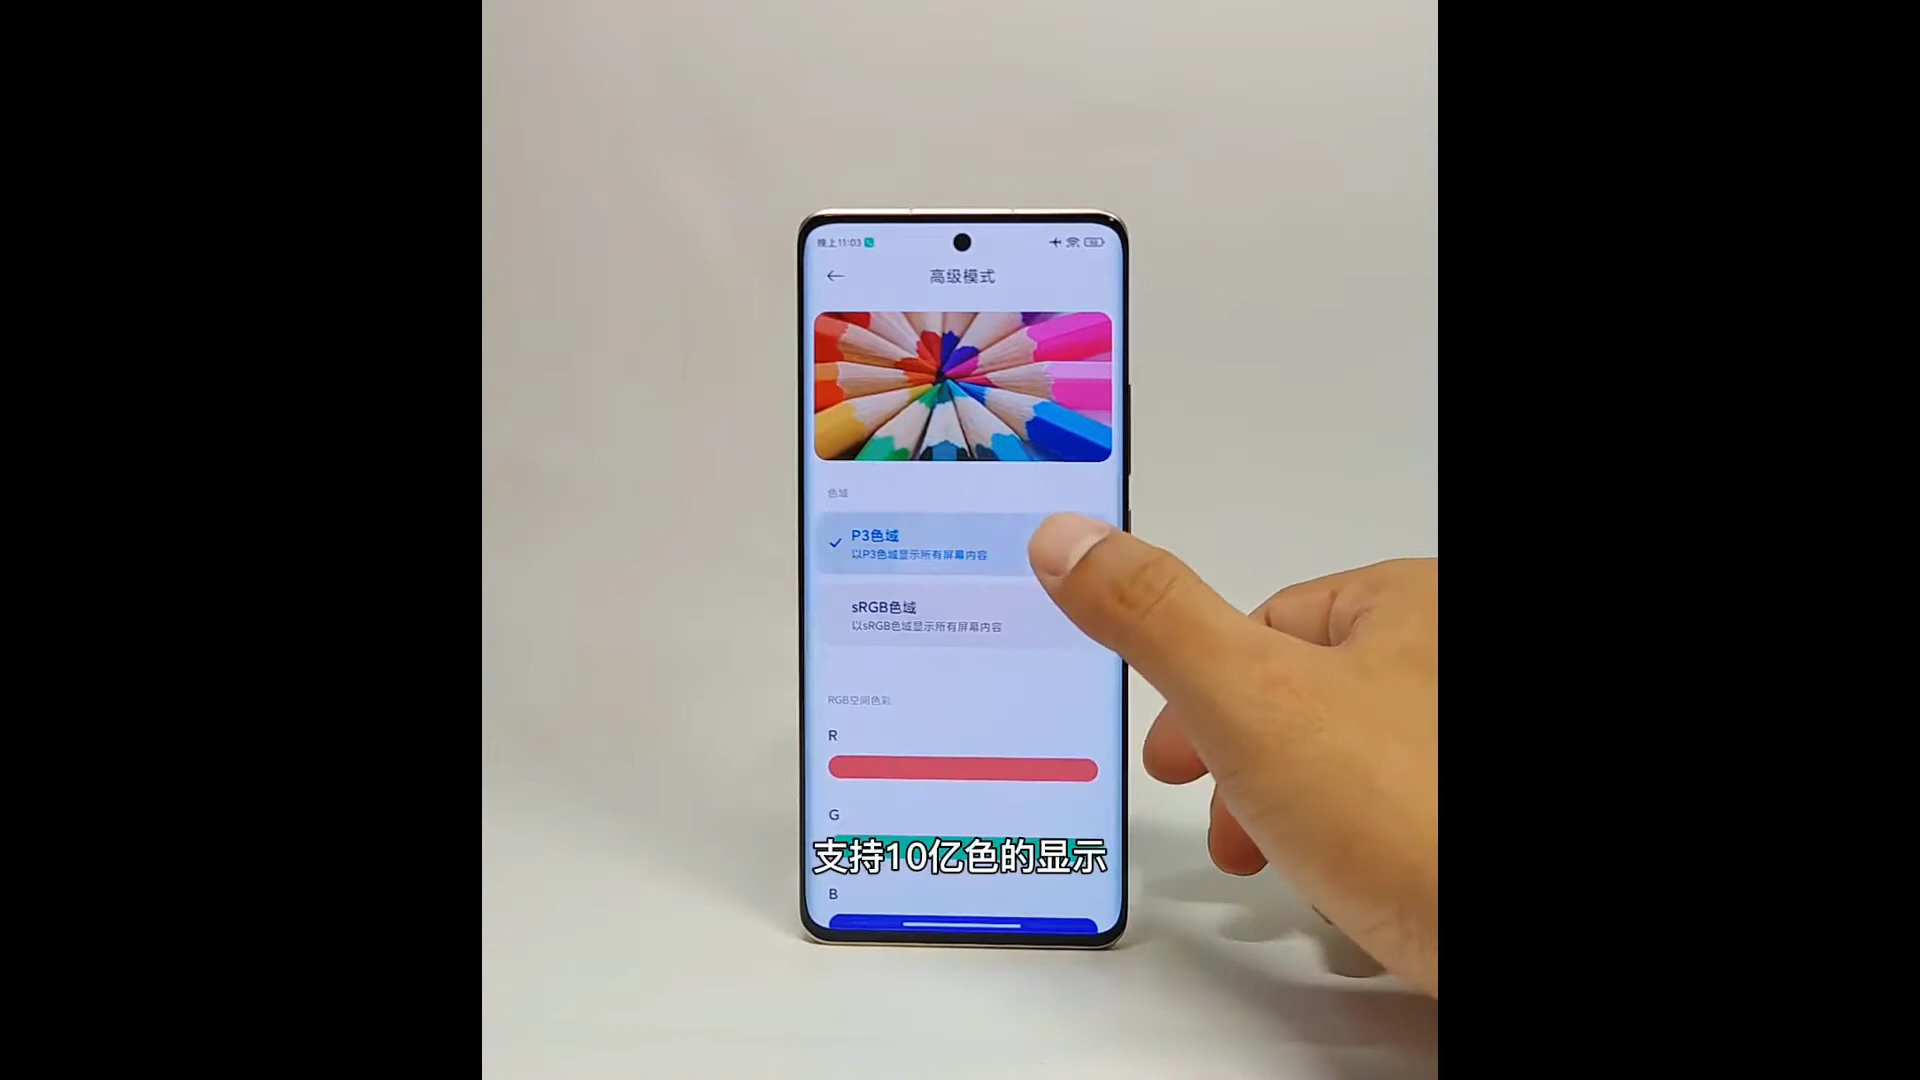 晚上11:03
高级模式
色域
P3色域
以P3色域显示所有屏幕内容
sRGB色域
以sRGB色域显示所有屏幕内容
RGB空间色彩
R
G
支持10亿色的显示
B